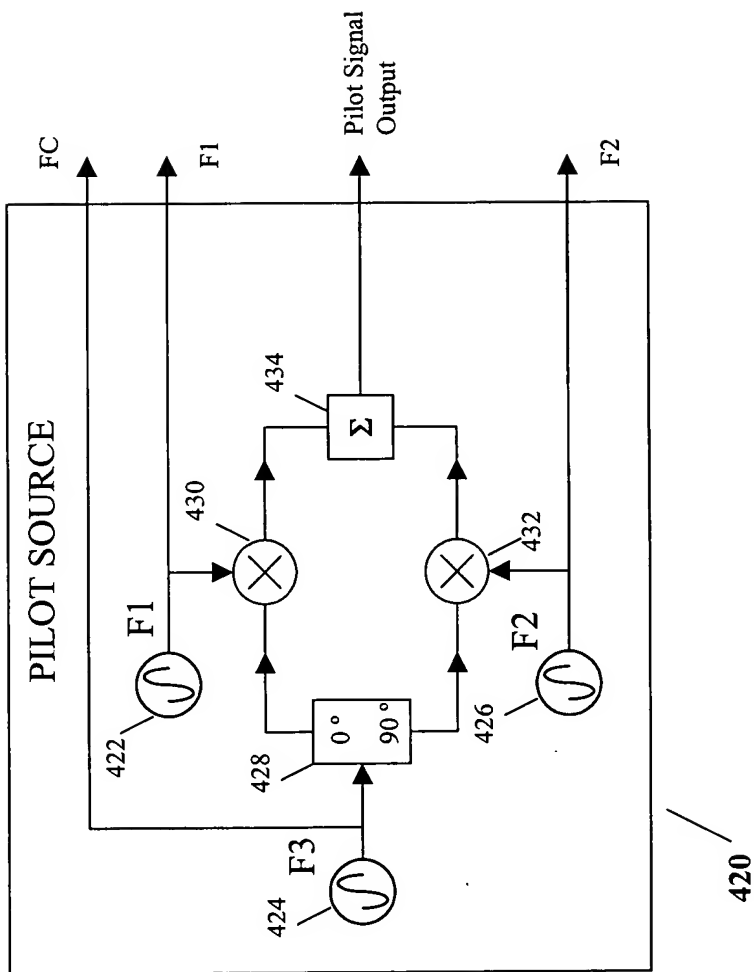 PILOT SOURCE
FC
F1
F1
422
430
434
Pilot Signal
Output
F3
424
428
0°
90°
Σ
432
F2
426
F2
420